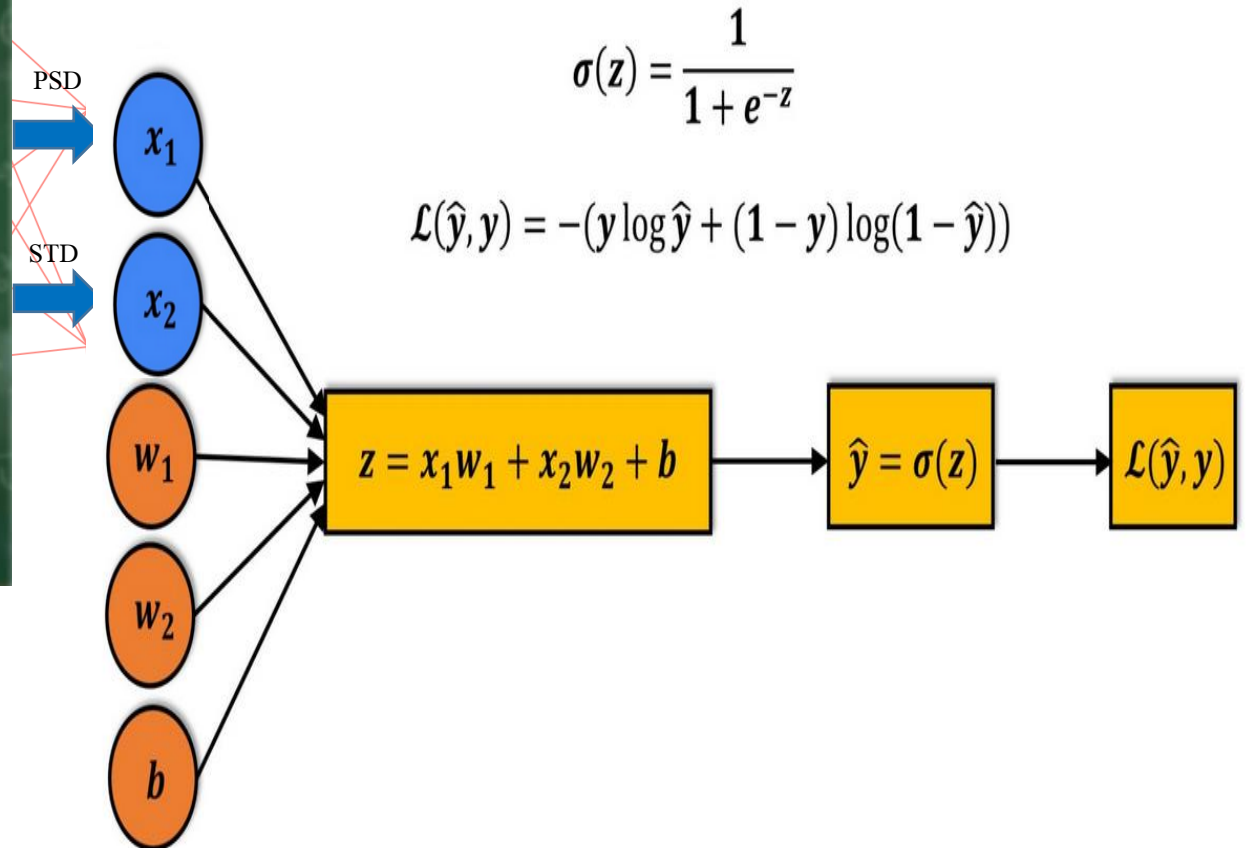 σ(z) = 1 / (1 + e^{-z})
ℒ(ŷ, y) = −(y log ŷ + (1 − y) log(1 − ŷ))
PSD
x₁
STD
x₂
w₁
w₂
b
z = x₁w₁ + x₂w₂ + b
ŷ = σ(z)
ℒ(ŷ, y)